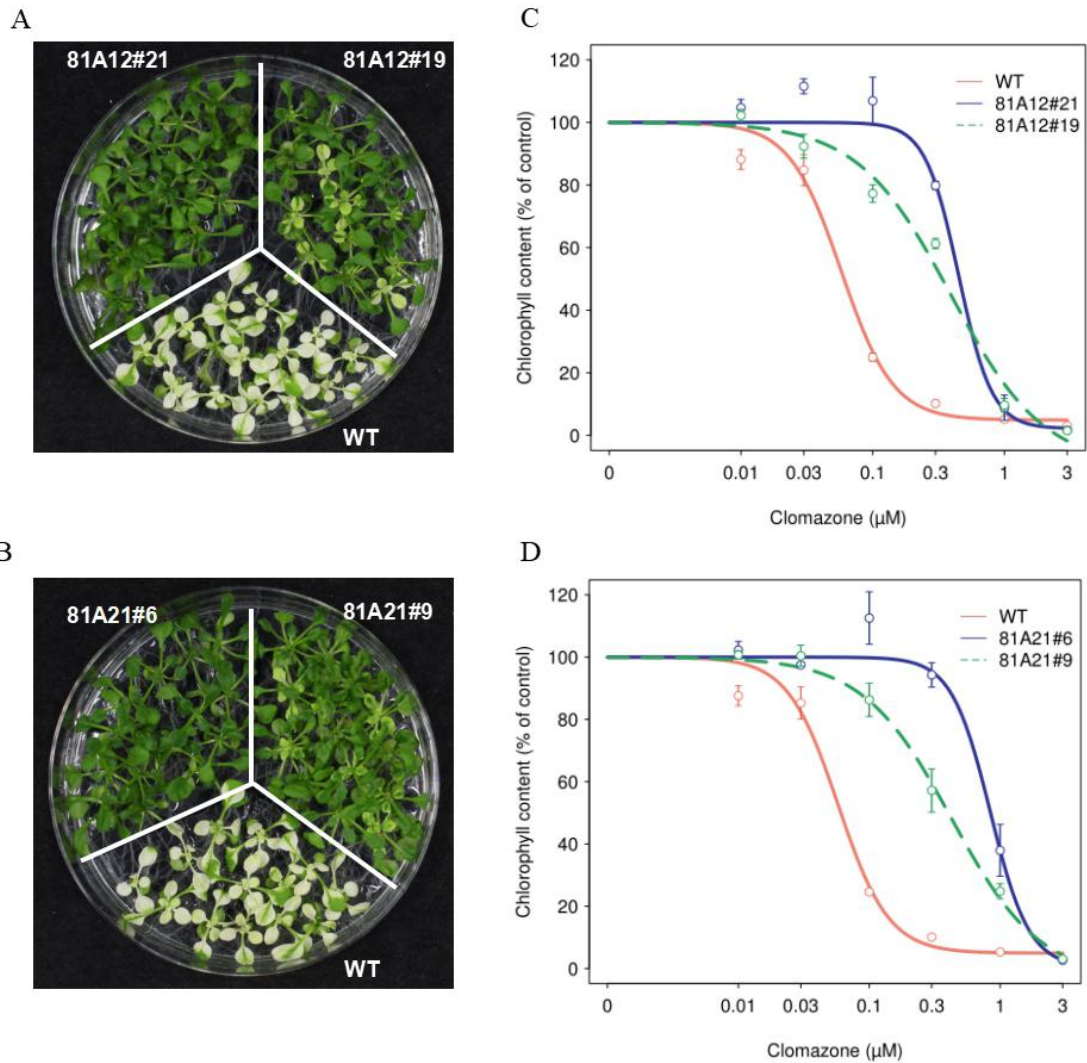 A
81A12#21
81A12#19
WT
C
120
100
80
60
40
20
0
Chlorophyll content (% of control)
WT
81A12#21
81A12#19
0
0.01
0.03
0.1
0.3
1
3
Clomazone (µM)
B
81A21#6
81A21#9
WT
D
120
100
80
60
40
20
0
Chlorophyll content (% of control)
WT
81A21#6
81A21#9
0
0.01
0.03
0.1
0.3
1
3
Clomazone (µM)